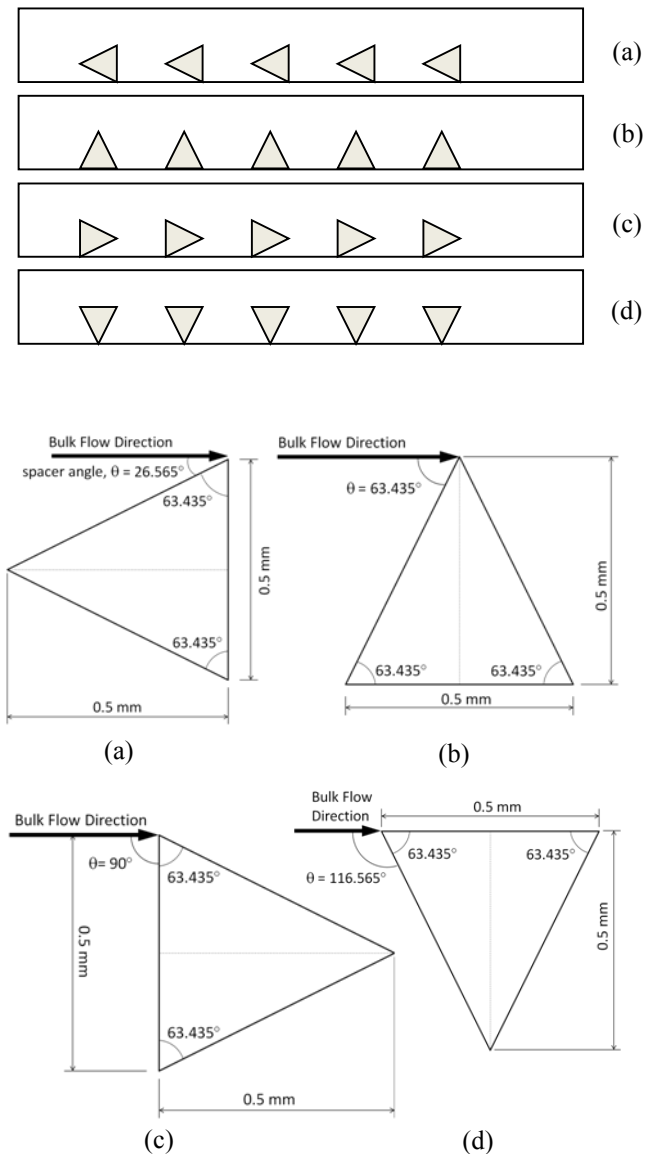 (a)
(b)
(c)
(d)
Bulk Flow Direction
spacer angle, θ = 26.565°
63.435°
63.435°
0.5 mm
0.5 mm
(a)
Bulk Flow Direction
θ = 63.435°
63.435°
63.435°
0.5 mm
0.5 mm
(b)
Bulk Flow Direction
θ= 90°
63.435°
0.5 mm
63.435°
0.5 mm
(c)
Bulk Flow
Direction
0.5 mm
63.435°
63.435°
θ = 116.565°
0.5 mm
(d)